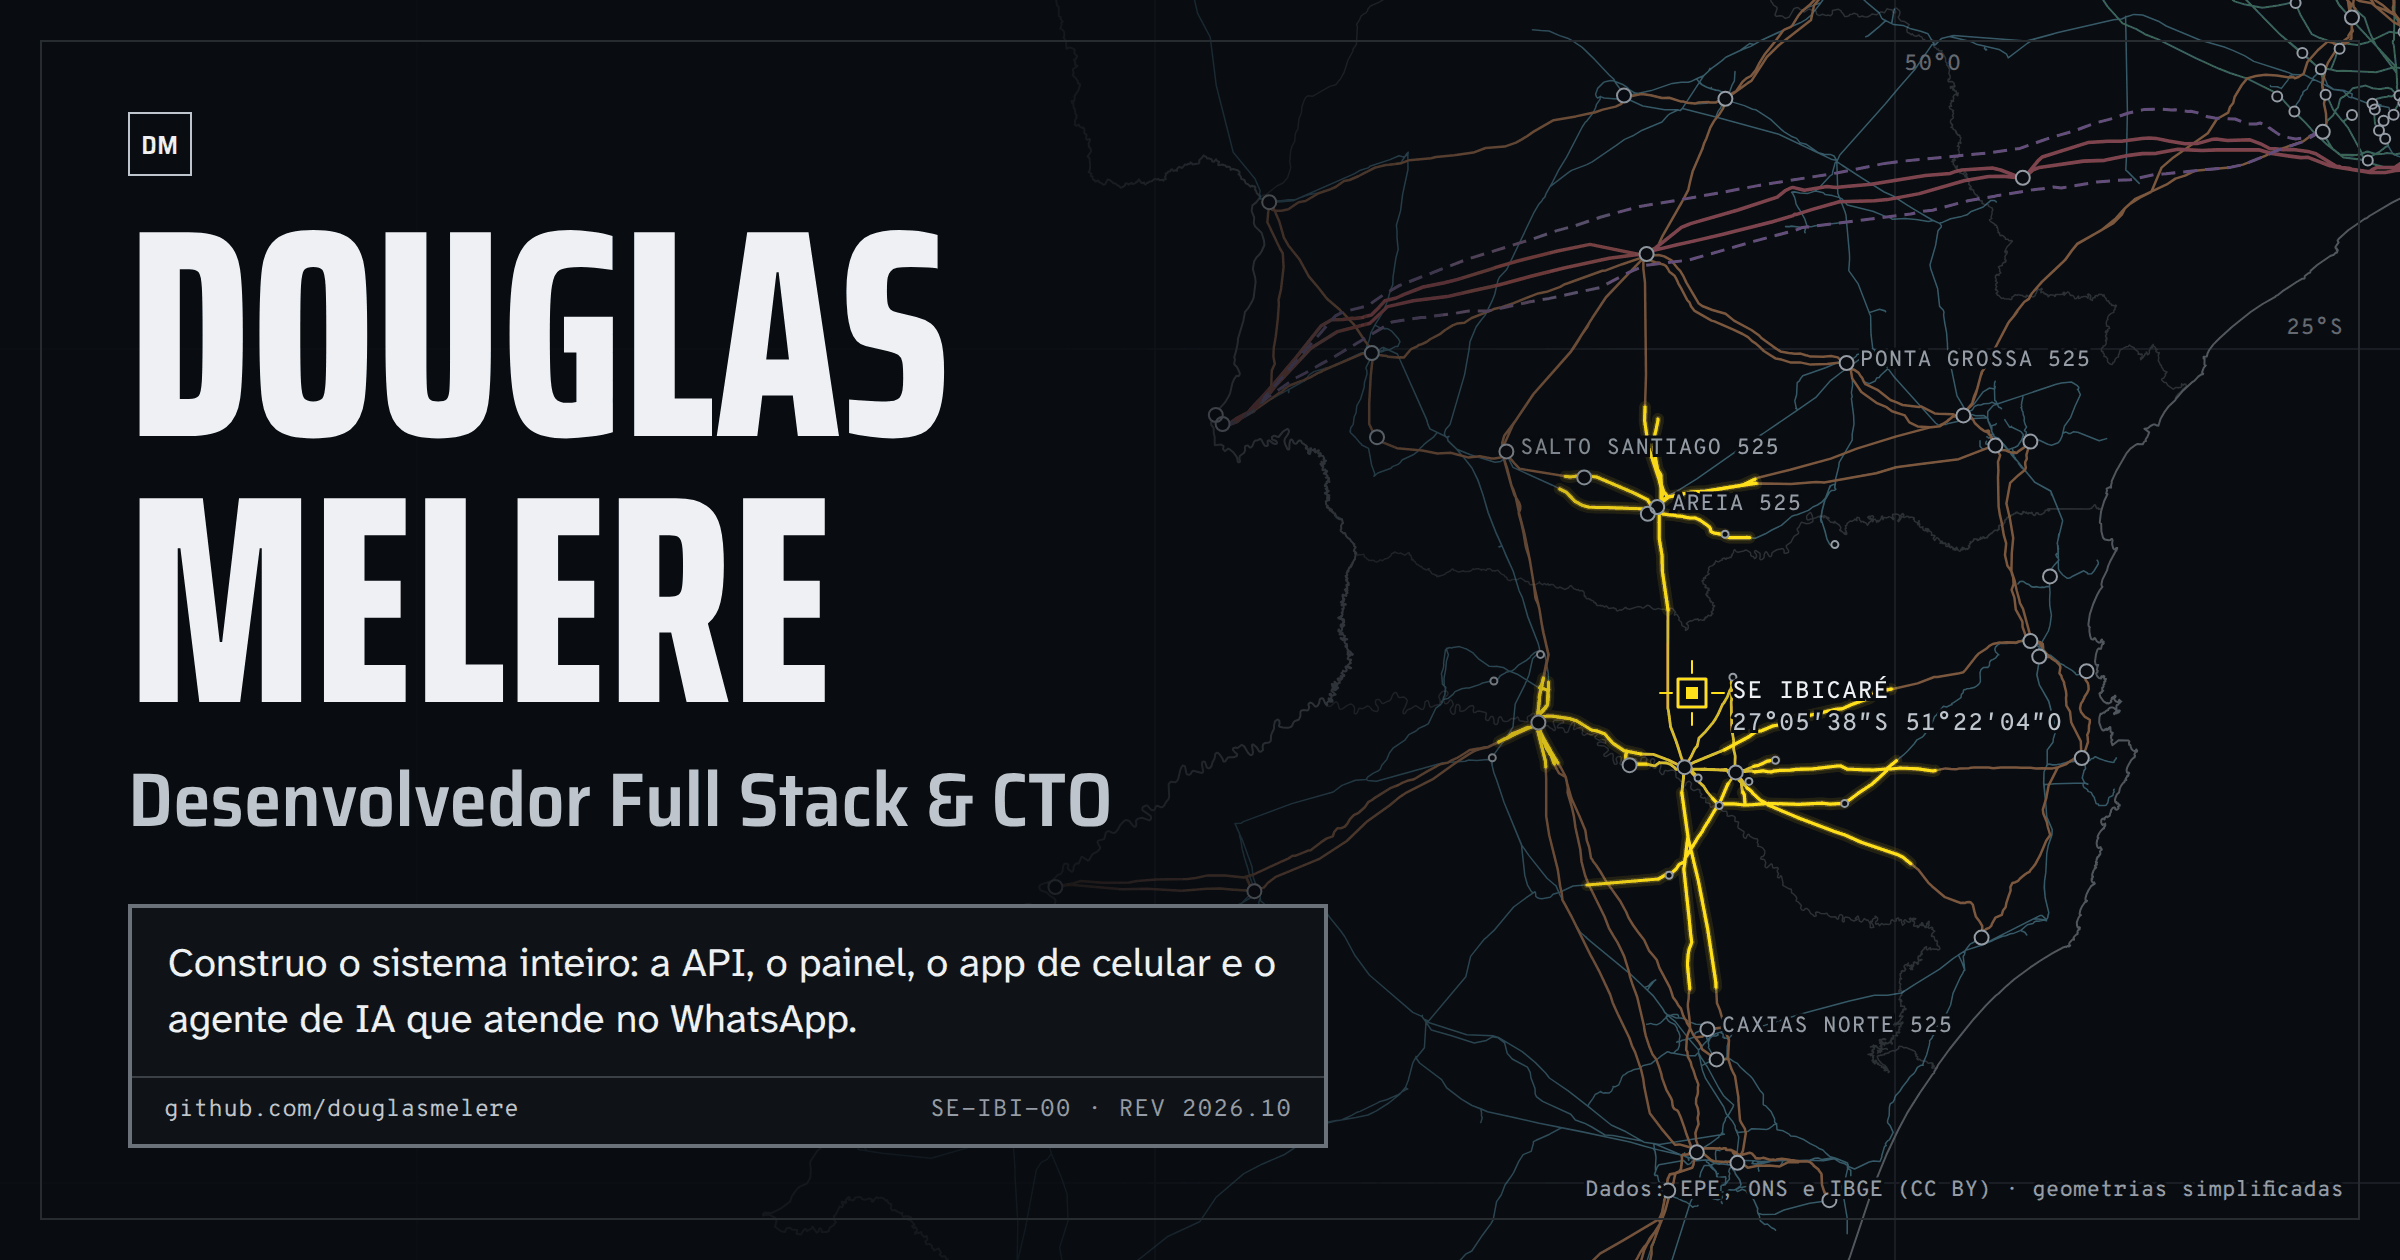 DM
DOUGLAS
MELERE
Desenvolvedor Full Stack & CTO
Construo o sistema inteiro: a API, o painel, o app de celular e o
agente de IA que atende no WhatsApp.
github.com/douglasmelere
SE-IBI-00 · REV 2026.10
50°O
25°S
PONTA GROSSA 525
SALTO SANTIAGO 525
AREIA 525
SE IBICARÉ
27°05′38″S 51°22′04″O
CAXIAS NORTE 525
Dados: EPE, ONS e IBGE (CC BY) · geometrias simplificadas